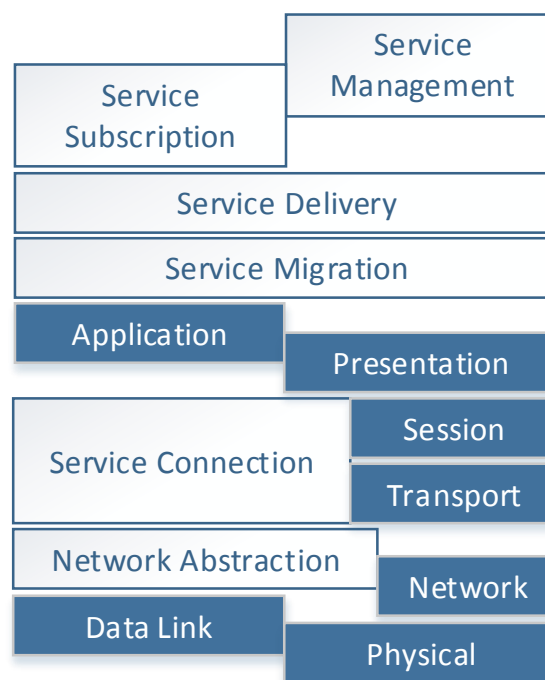 Service
Management
Service
Subscription
Service Delivery
Service Migration
Application
Presentation
Session
Service Connection
Transport
Network Abstraction
Network
Data Link
Physical